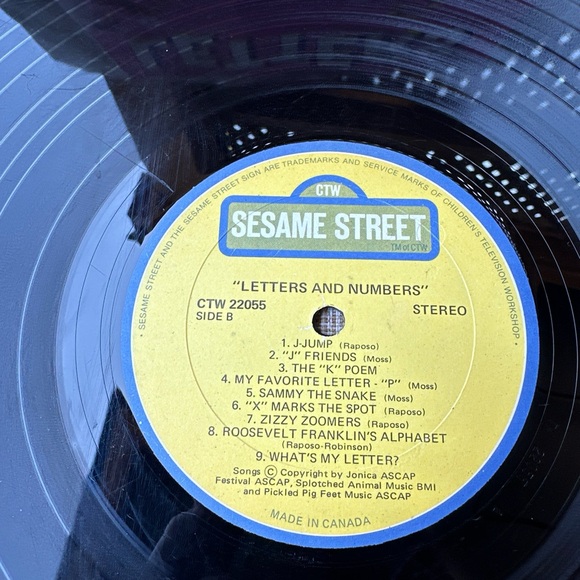 • SESAME STREET AND THE SESAME STREET SIGN ARE TRADEMARKS AND SERVICE MARKS OF CHILDREN'S TELEVISION WORKSHOP •
CTW
SESAME STREET
TM of CTW
"LETTERS AND NUMBERS"
CTW 22055
STEREO
SIDE B
1. J-JUMP (Raposo)
2. "J" FRIENDS (Moss)
3. THE "K" POEM
4. MY FAVORITE LETTER - "P" (Moss)
5. SAMMY THE SNAKE (Moss)
6. "X" MARKS THE SPOT (Raposo)
7. ZIZZY ZOOMERS (Raposo)
8. ROOSEVELT FRANKLIN'S ALPHABET
(Raposo-Robinson)
9. WHAT'S MY LETTER?
Songs © Copyright by Jonica ASCAP
Festival ASCAP, Splotched Animal Music BMI
and Pickled Pig Feet Music ASCAP
MADE IN CANADA